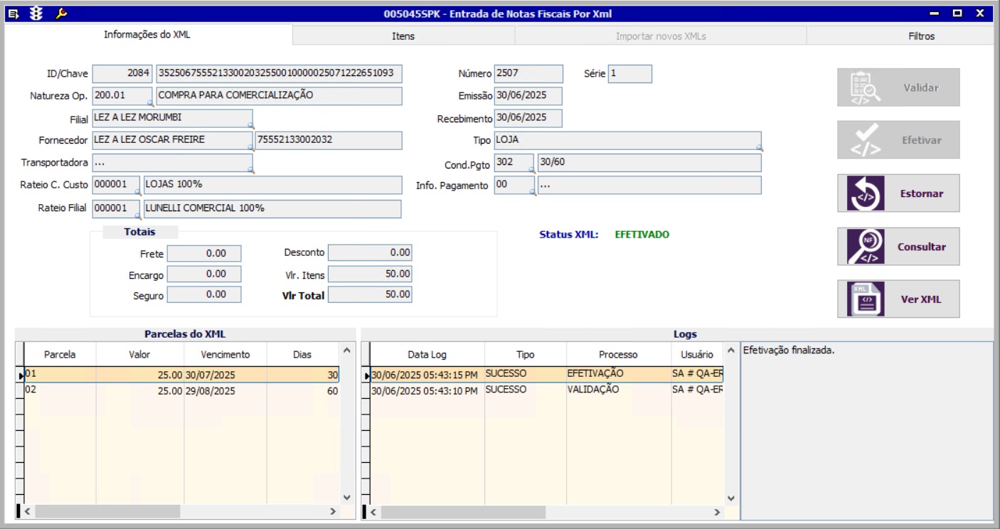 005045SPK - Entrada de Notas Fiscais Por Xml
Informações do XML Itens Importar novos XMLs Filtros
ID/Chave 2084 35250675552133002032550010000025071222651093 Número 2507 Série 1
Validar
Natureza Op. 200.01 COMPRA PARA COMERCIALIZAÇÃO Emissão 30/06/2025
Filial LEZ A LEZ MORUMBI Recebimento 30/06/2025
Fornecedor LEZ A LEZ OSCAR FREIRE 75552133002032 Tipo LOJA
Efetivar
Transportadora ... Cond.Pgto 302 30/60
Rateio C. Custo 000001 LOJAS 100% Info. Pagamento 00 ...
Estornar
Rateio Filial 000001 LUNELLI COMERCIAL 100%
Totais
Status XML: EFETIVADO
Frete 0.00 Desconto 0.00
NF
Consultar
Encargo 0.00 Vlr. Itens 50.00
Seguro 0.00 Vlr Total 50.00
XML
Ver XML
Parcelas do XML
Parcela Valor Vencimento Dias
01 25.00 30/07/2025 30
02 25.00 29/08/2025 60
Logs
Data Log Tipo Processo Usuário
30/06/2025 05:43:15 PM SUCESSO EFETIVAÇÃO SA # QA-ER
30/06/2025 05:43:10 PM SUCESSO VALIDAÇÃO SA # QA-ER
Efetivação finalizada.